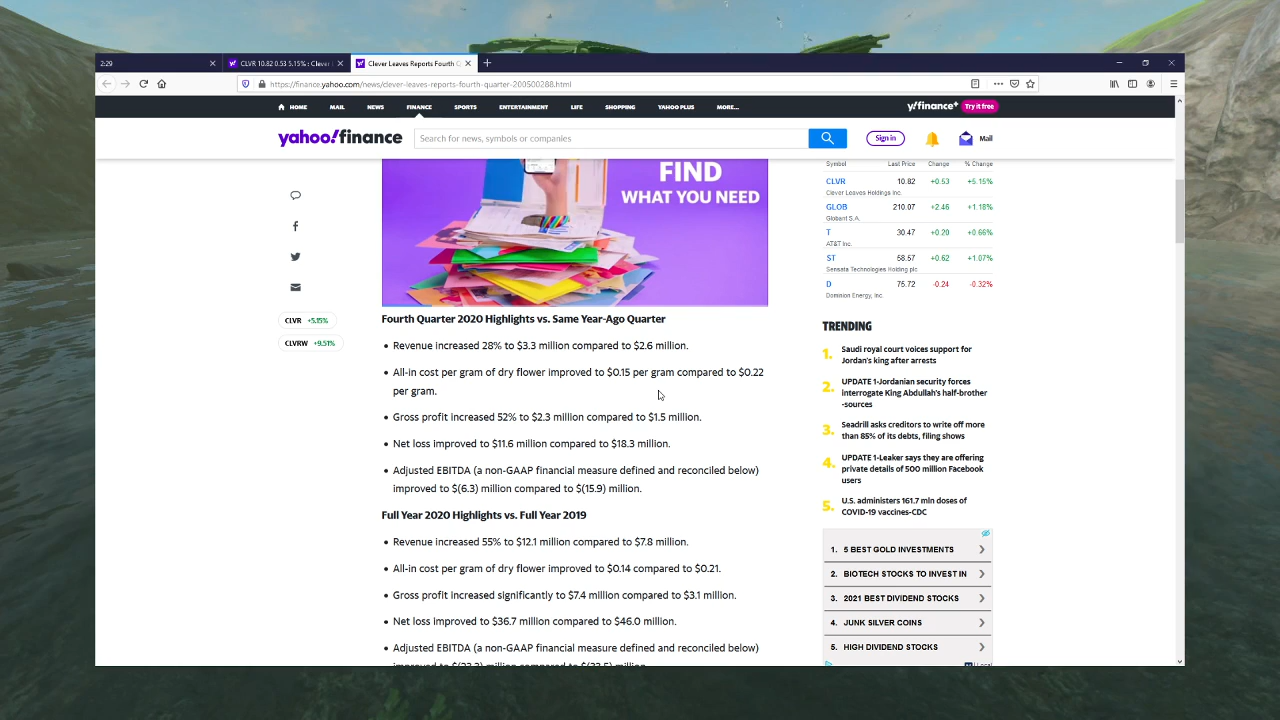 2:29
CLVR 10.82 0.53 5.15% : Clever
Clever Leaves Reports Fourth
https://finance.yahoo.com/news/clever-leaves-reports-fourth-quarter-200500288.html
HOME MAIL NEWS FINANCE SPORTS ENTERTAINMENT LIFE SHOPPING YAHOO PLUS MORE...
y!finance+ Try it free
yahoo!finance
Search for news, symbols or companies
Sign in
Mail
FIND
WHAT YOU NEED
CLVR +5.15%
CLVRW +9.51%
Fourth Quarter 2020 Highlights vs. Same Year-Ago Quarter
Revenue increased 28% to $3.3 million compared to $2.6 million.
All-in cost per gram of dry flower improved to $0.15 per gram compared to $0.22
per gram.
Gross profit increased 52% to $2.3 million compared to $1.5 million.
Net loss improved to $11.6 million compared to $18.3 million.
Adjusted EBITDA (a non-GAAP financial measure defined and reconciled below)
improved to $(6.3) million compared to $(15.9) million.
Full Year 2020 Highlights vs. Full Year 2019
Revenue increased 55% to $12.1 million compared to $7.8 million.
All-in cost per gram of dry flower improved to $0.14 compared to $0.21.
Gross profit increased significantly to $7.4 million compared to $3.1 million.
Net loss improved to $36.7 million compared to $46.0 million.
Adjusted EBITDA (a non-GAAP financial measure defined and reconciled below)
Symbol Last Price Change % Change
CLVR 10.82 +0.53 +5.15%
Clever Leaves Holdings Inc.
GLOB 210.07 +2.46 +1.18%
Globant S.A.
T 30.47 +0.20 +0.66%
AT&T Inc.
ST 58.57 +0.62 +1.07%
Sensata Technologies Holding plc
D 75.72 -0.24 -0.32%
Dominion Energy, Inc.
TRENDING
1. Saudi royal court voices support for
Jordan's king after arrests
2. UPDATE 1-Jordanian security forces
interrogate King Abdullah's half-brother
-sources
3. Seadrill asks creditors to write off more
than 85% of its debts, filing shows
4. UPDATE 1-Leaker says they are offering
private details of 500 million Facebook
users
5. U.S. administers 161.7 mln doses of
COVID-19 vaccines-CDC
1. 5 BEST GOLD INVESTMENTS
2. BIOTECH STOCKS TO INVEST IN
3. 2021 BEST DIVIDEND STOCKS
4. JUNK SILVER COINS
5. HIGH DIVIDEND STOCKS